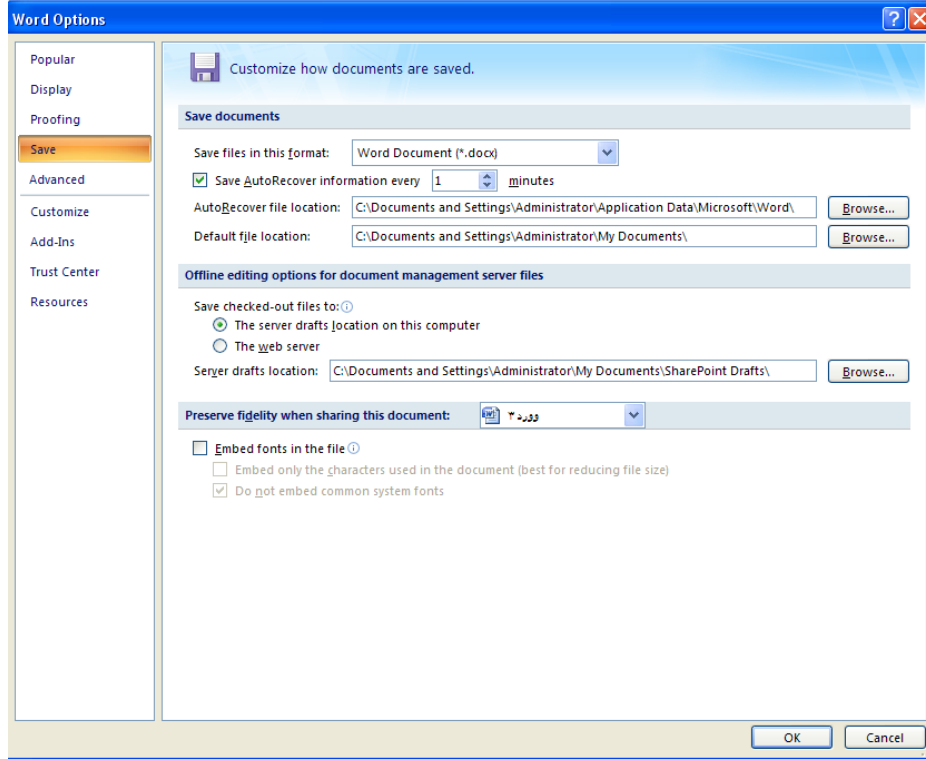 Word Options
Popular
Display
Proofing
Save
Advanced
Customize
Add-Ins
Trust Center
Resources
Customize how documents are saved.
Save documents
Save files in this format: Word Document (*.docx)
Save AutoRecover information every 1 minutes
AutoRecover file location: C:\Documents and Settings\Administrator\Application Data\Microsoft\Word\ Browse...
Default file location: C:\Documents and Settings\Administrator\My Documents\ Browse...
Offline editing options for document management server files
Save checked-out files to:
The server drafts location on this computer
The web server
Server drafts location: C:\Documents and Settings\Administrator\My Documents\SharePoint Drafts\ Browse...
Preserve fidelity when sharing this document: وورد ۳
Embed fonts in the file
Embed only the characters used in the document (best for reducing file size)
Do not embed common system fonts
OK Cancel